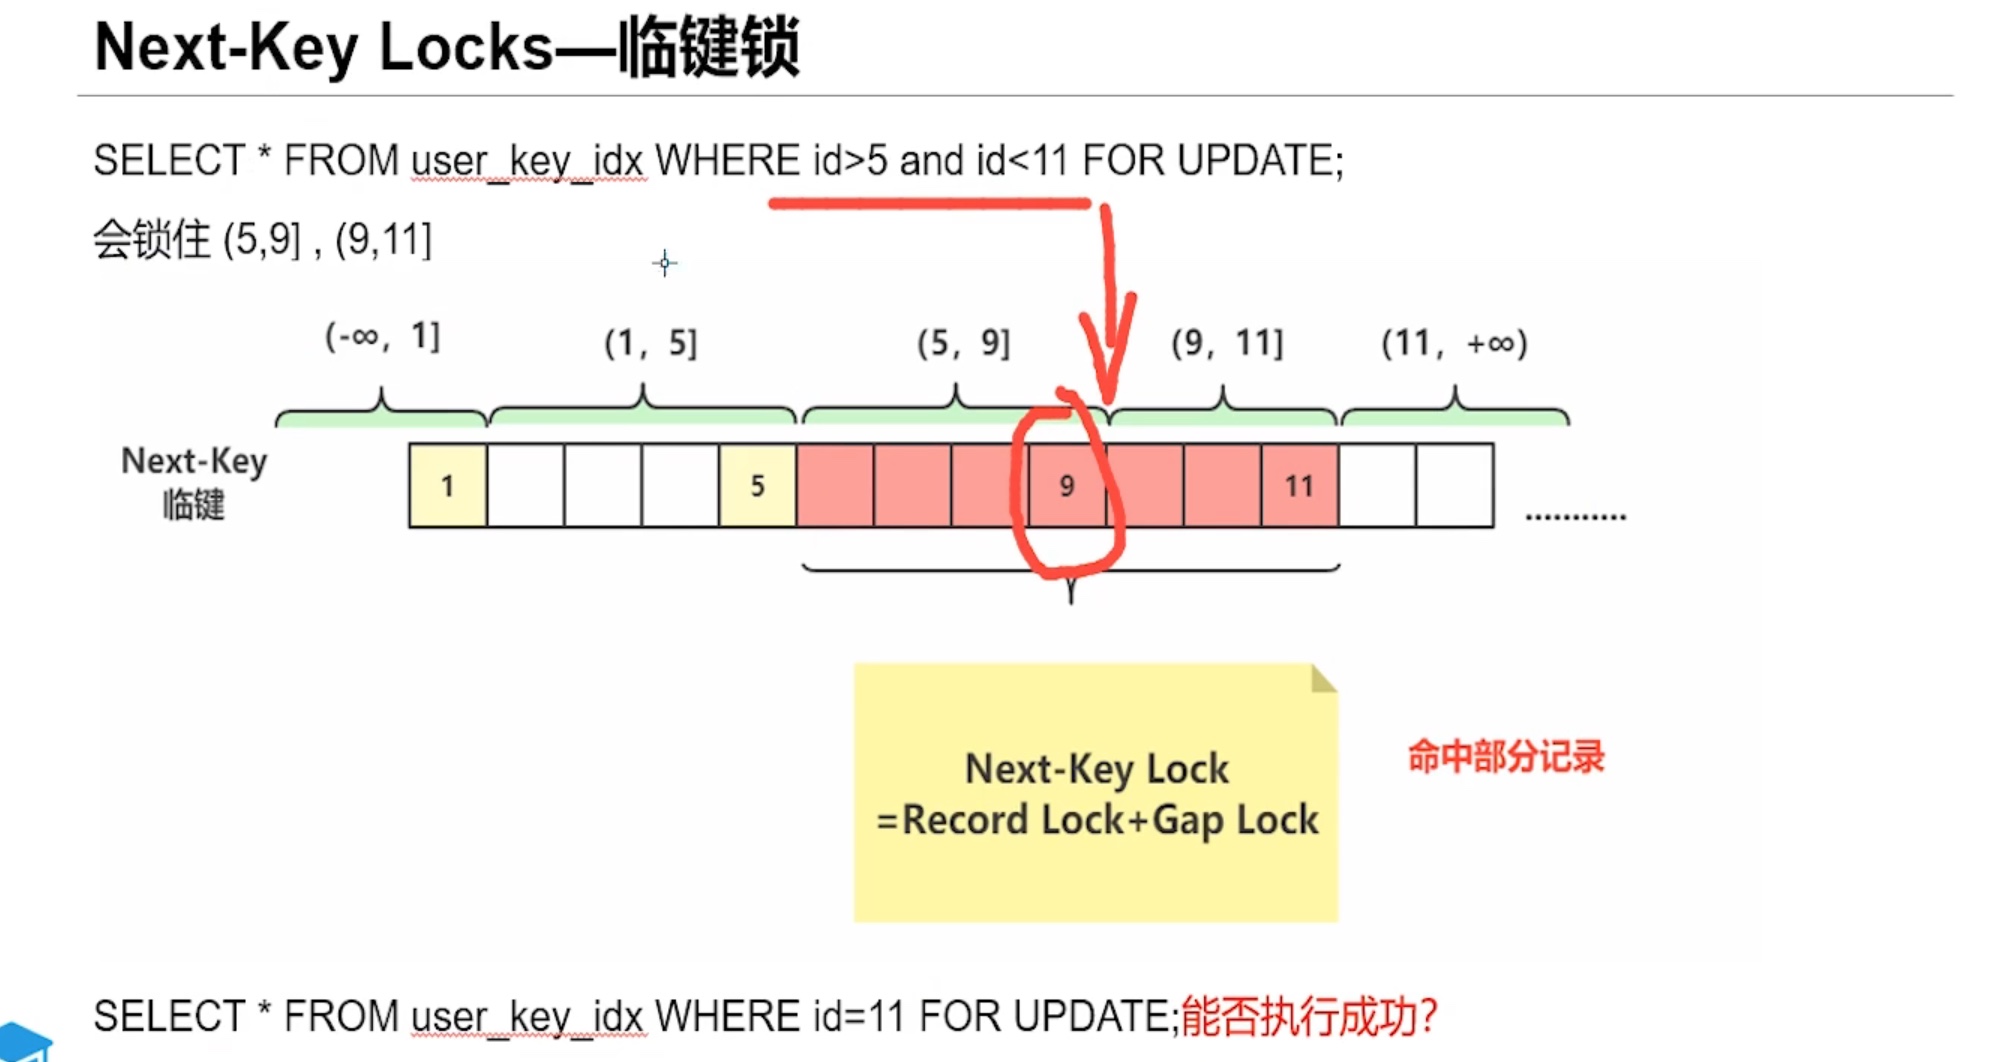 Next-Key Locks—临键锁
SELECT * FROM user_key_idx WHERE id>5 and id<11 FOR UPDATE;
会锁住 (5,9] , (9,11]
(-∞, 1]
(1, 5]
(5, 9]
(9, 11]
(11, +∞)
Next-Key
临键
1
5
9
11
............
Next-Key Lock
=Record Lock+Gap Lock
命中部分记录
SELECT * FROM user_key_idx WHERE id=11 FOR UPDATE;能否执行成功?